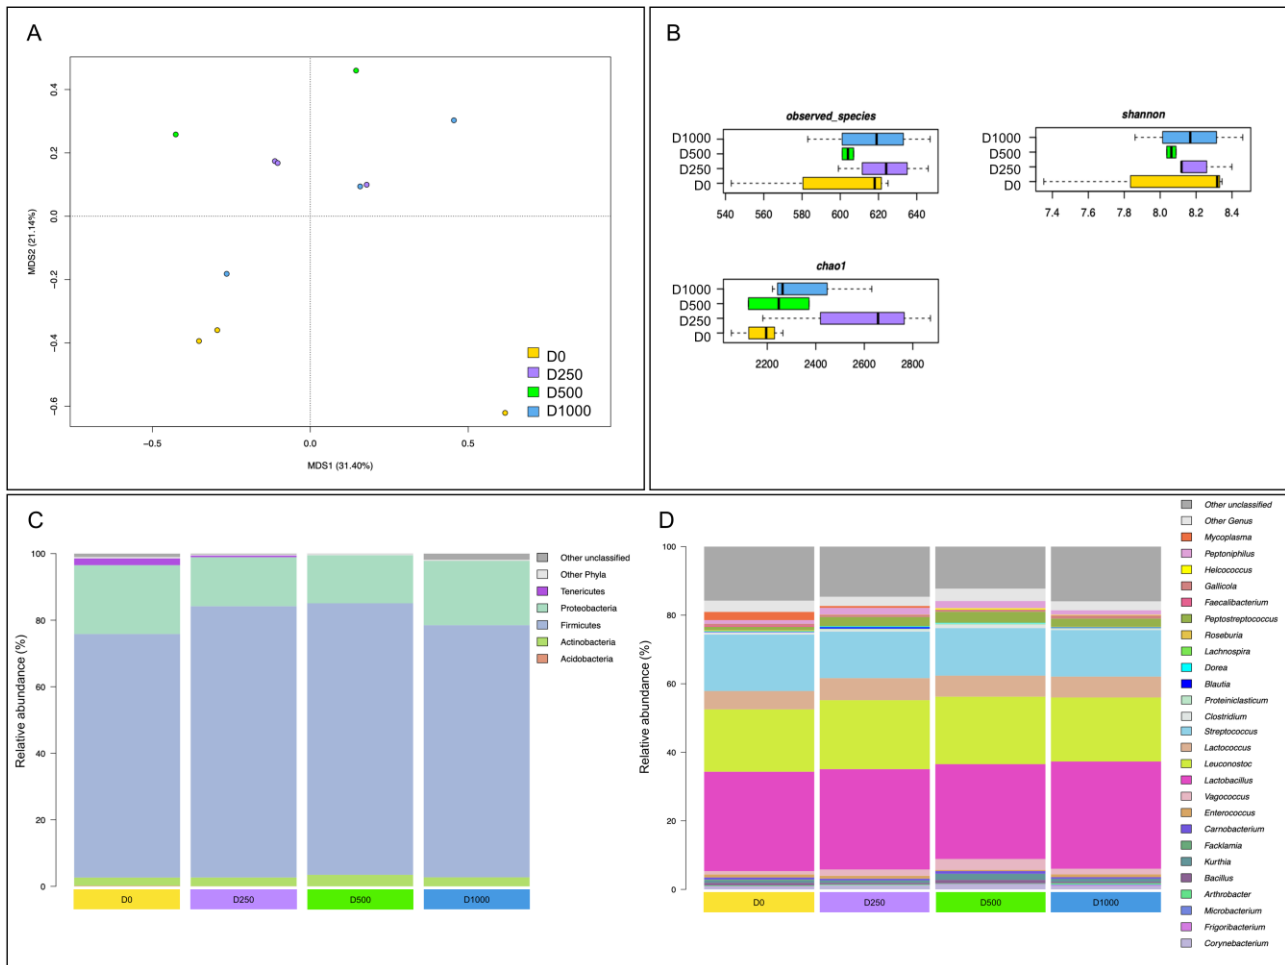 A
0.4
0.2
0.0
−0.2
−0.4
−0.6
MDS2 (21.14%)
−0.5
0.0
0.5
MDS1 (31.40%)
D0
D250
D500
D1000
B
observed_species
D1000
D500
D250
D0
540
560
580
600
620
640
shannon
D1000
D500
D250
D0
7.4
7.6
7.8
8.0
8.2
8.4
chao1
D1000
D500
D250
D0
2200
2400
2600
2800
C
100
80
60
40
20
0
Relative abundance (%)
D0
D250
D500
D1000
Other unclassified
Other Phyla
Tenericutes
Proteobacteria
Firmicutes
Actinobacteria
Acidobacteria
D
100
80
60
40
20
0
Relative abundance (%)
D0
D250
D500
D1000
Other unclassified
Other Genus
Mycoplasma
Peptoniphilus
Helcococcus
Gallicola
Faecalibacterium
Peptostreptococcus
Roseburia
Lachnospira
Dorea
Blautia
Proteiniclasticum
Clostridium
Streptococcus
Lactococcus
Leuconostoc
Lactobacillus
Vagococcus
Enterococcus
Carnobacterium
Facklamia
Kurthia
Bacillus
Arthrobacter
Microbacterium
Frigoribacterium
Corynebacterium